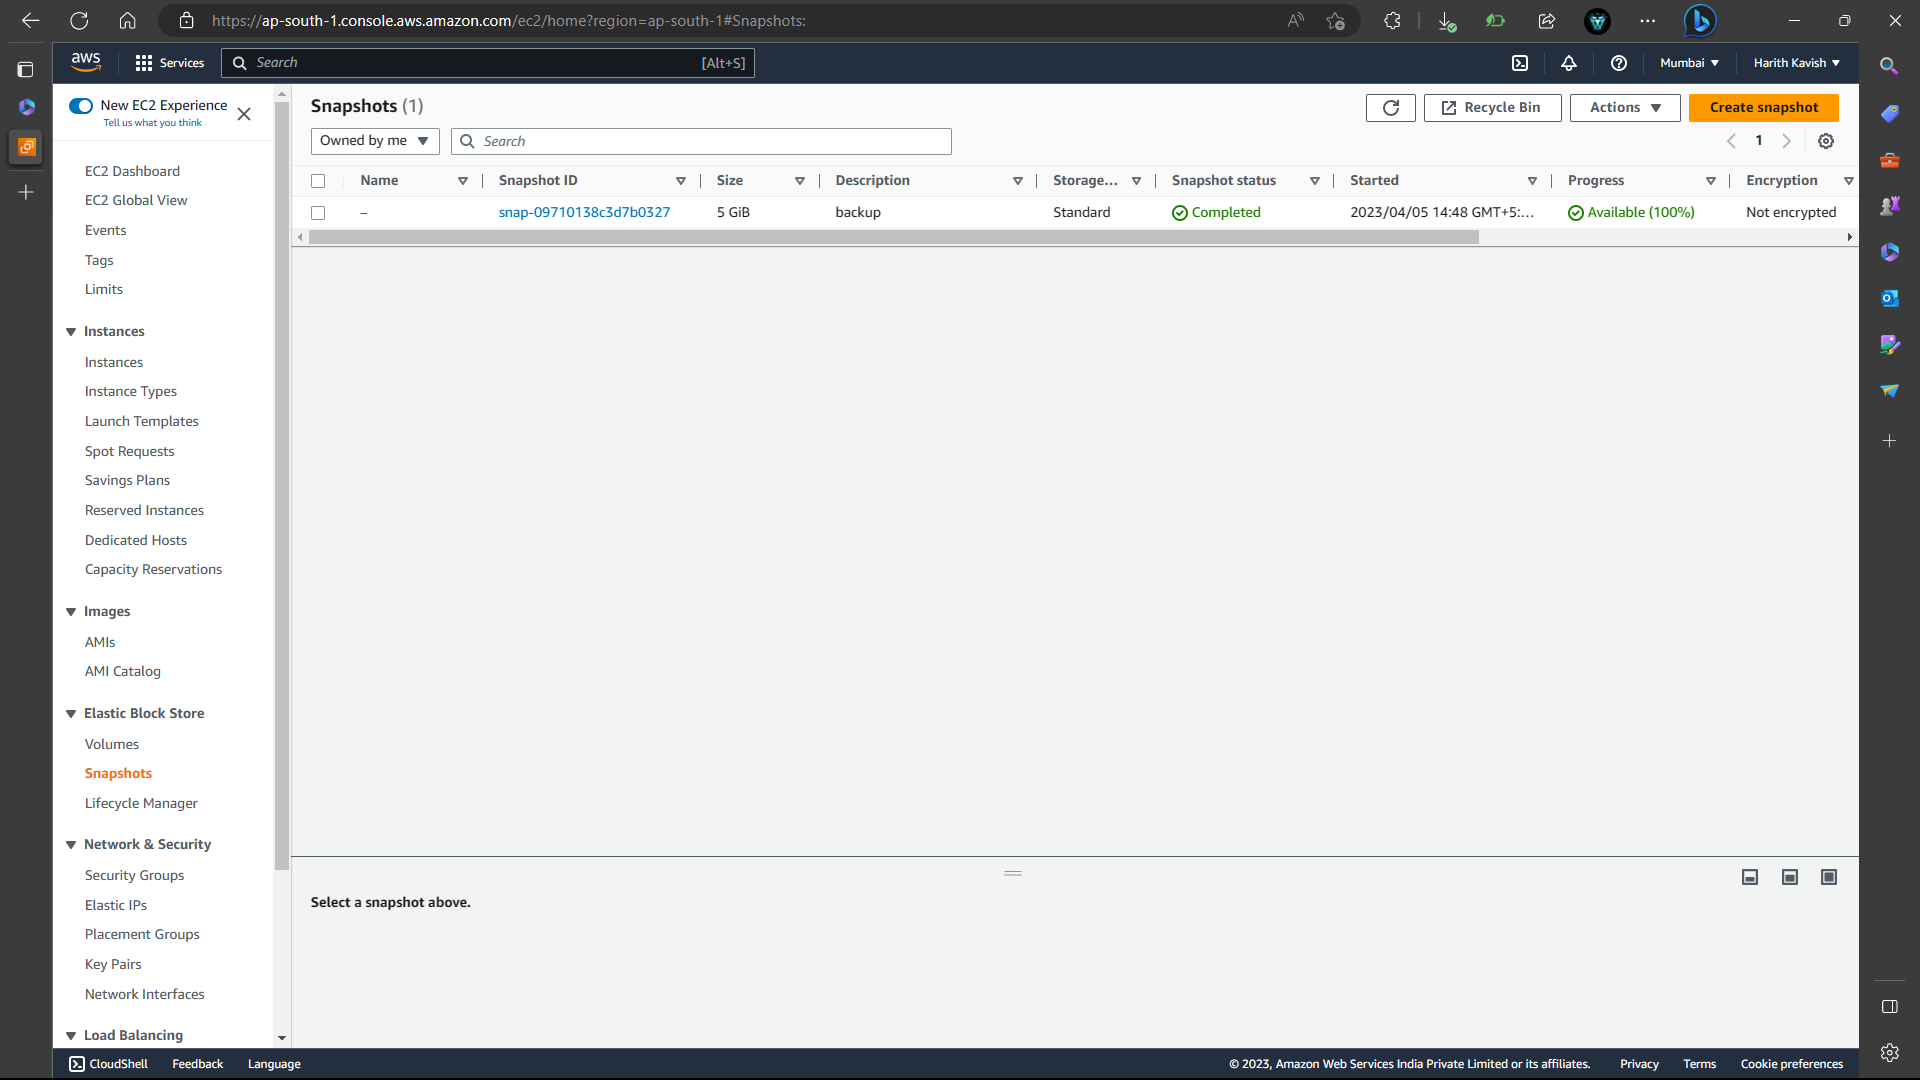 https://ap-south-1.console.aws.amazon.com/ec2/home?region=ap-south-1#Snapshots:
aws Services Search [Alt+S] Mumbai Harith Kavish
New EC2 Experience
Tell us what you think
EC2 Dashboard
EC2 Global View
Events
Tags
Limits
Instances
Instances
Instance Types
Launch Templates
Spot Requests
Savings Plans
Reserved Instances
Dedicated Hosts
Capacity Reservations
Images
AMIs
AMI Catalog
Elastic Block Store
Volumes
Snapshots
Lifecycle Manager
Network & Security
Security Groups
Elastic IPs
Placement Groups
Key Pairs
Network Interfaces
Load Balancing
Snapshots (1) Recycle Bin Actions Create snapshot
Owned by me Search 1
Name Snapshot ID Size Description Storage... Snapshot status Started Progress Encryption
– snap-09710138c3d7b0327 5 GiB backup Standard Completed 2023/04/05 14:48 GMT+5:... Available (100%) Not encrypted
Select a snapshot above.
CloudShell Feedback Language © 2023, Amazon Web Services India Private Limited or its affiliates. Privacy Terms Cookie preferences